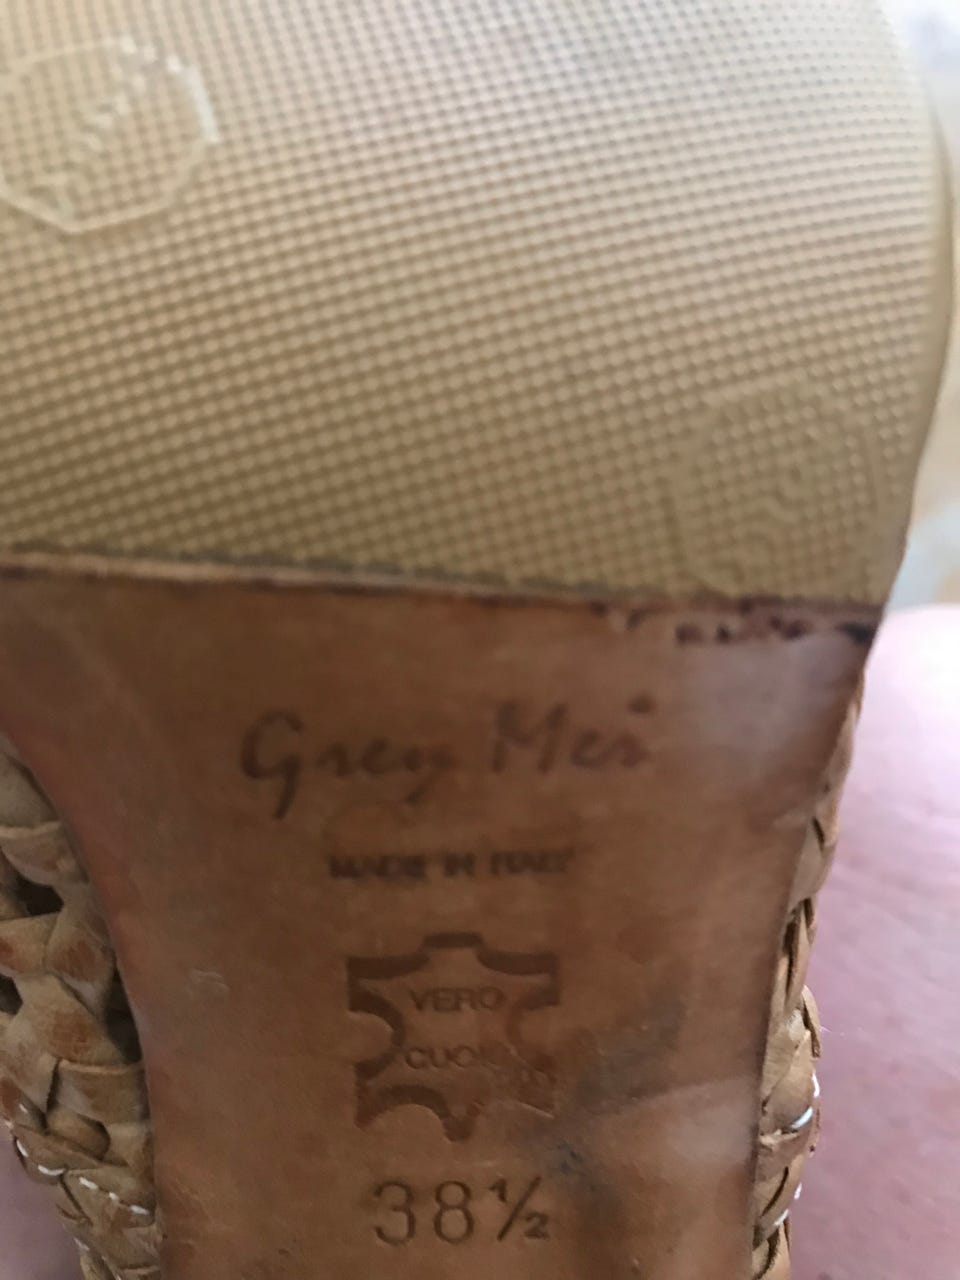 Grey Mer
MADE IN ITALY
VERO
CUOIO
38½